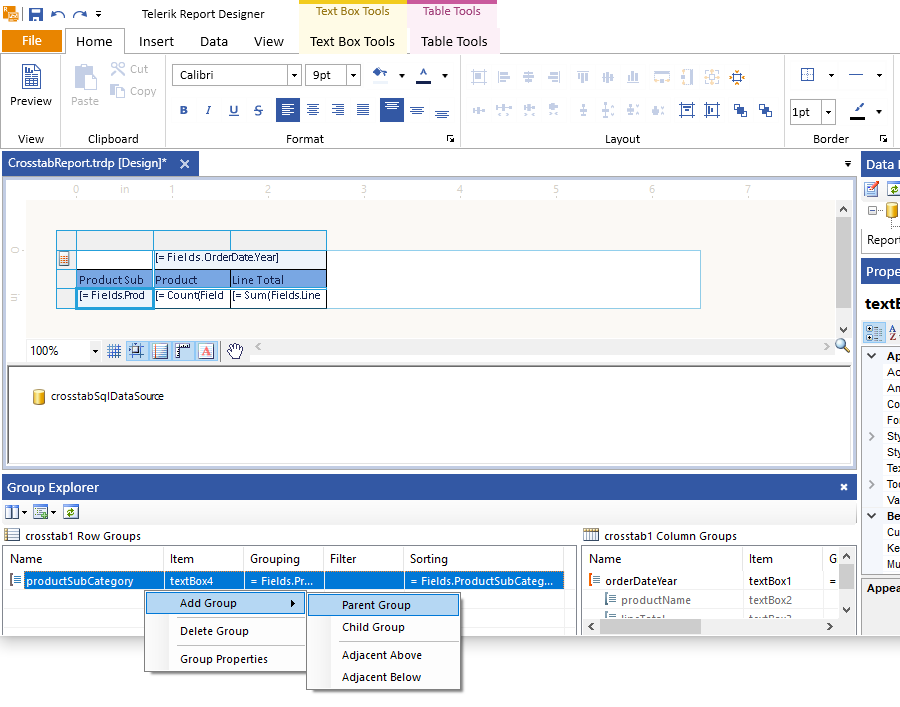 Telerik Report Designer
Text Box Tools
Table Tools
File
Home
Insert
Data
View
Text Box Tools
Table Tools
Preview
Paste
Cut
Copy
Calibri
9pt
B
I
U
S
1pt
View
Clipboard
Format
Layout
Border
CrosstabReport.trdp [Design]*
Data
0 in 1 2 3 4 5 6 7
0
in
[= Fields.OrderDate.Year]
Product Sub
Product
Line Total
[= Fields.Prod
[= Count(Field
[= Sum(Fields.Line
Report
Prope
textB
100%
A
crosstabSqlDataSource
Ap
Ac
An
Co
Fo
Sty
Sty
Tex
Too
Va
Be
Cu
Ke
Mu
Appea
Group Explorer
crosstab1 Row Groups
crosstab1 Column Groups
Name
Item
Grouping
Filter
Sorting
Name
Item
G
productSubCategory
textBox4
= Fields.Pr...
= Fields.ProductSubCateg...
orderDateYear
textBox1
=
productName
textBox2
lineTotal
textBox3
Add Group
Delete Group
Group Properties
Parent Group
Child Group
Adjacent Above
Adjacent Below